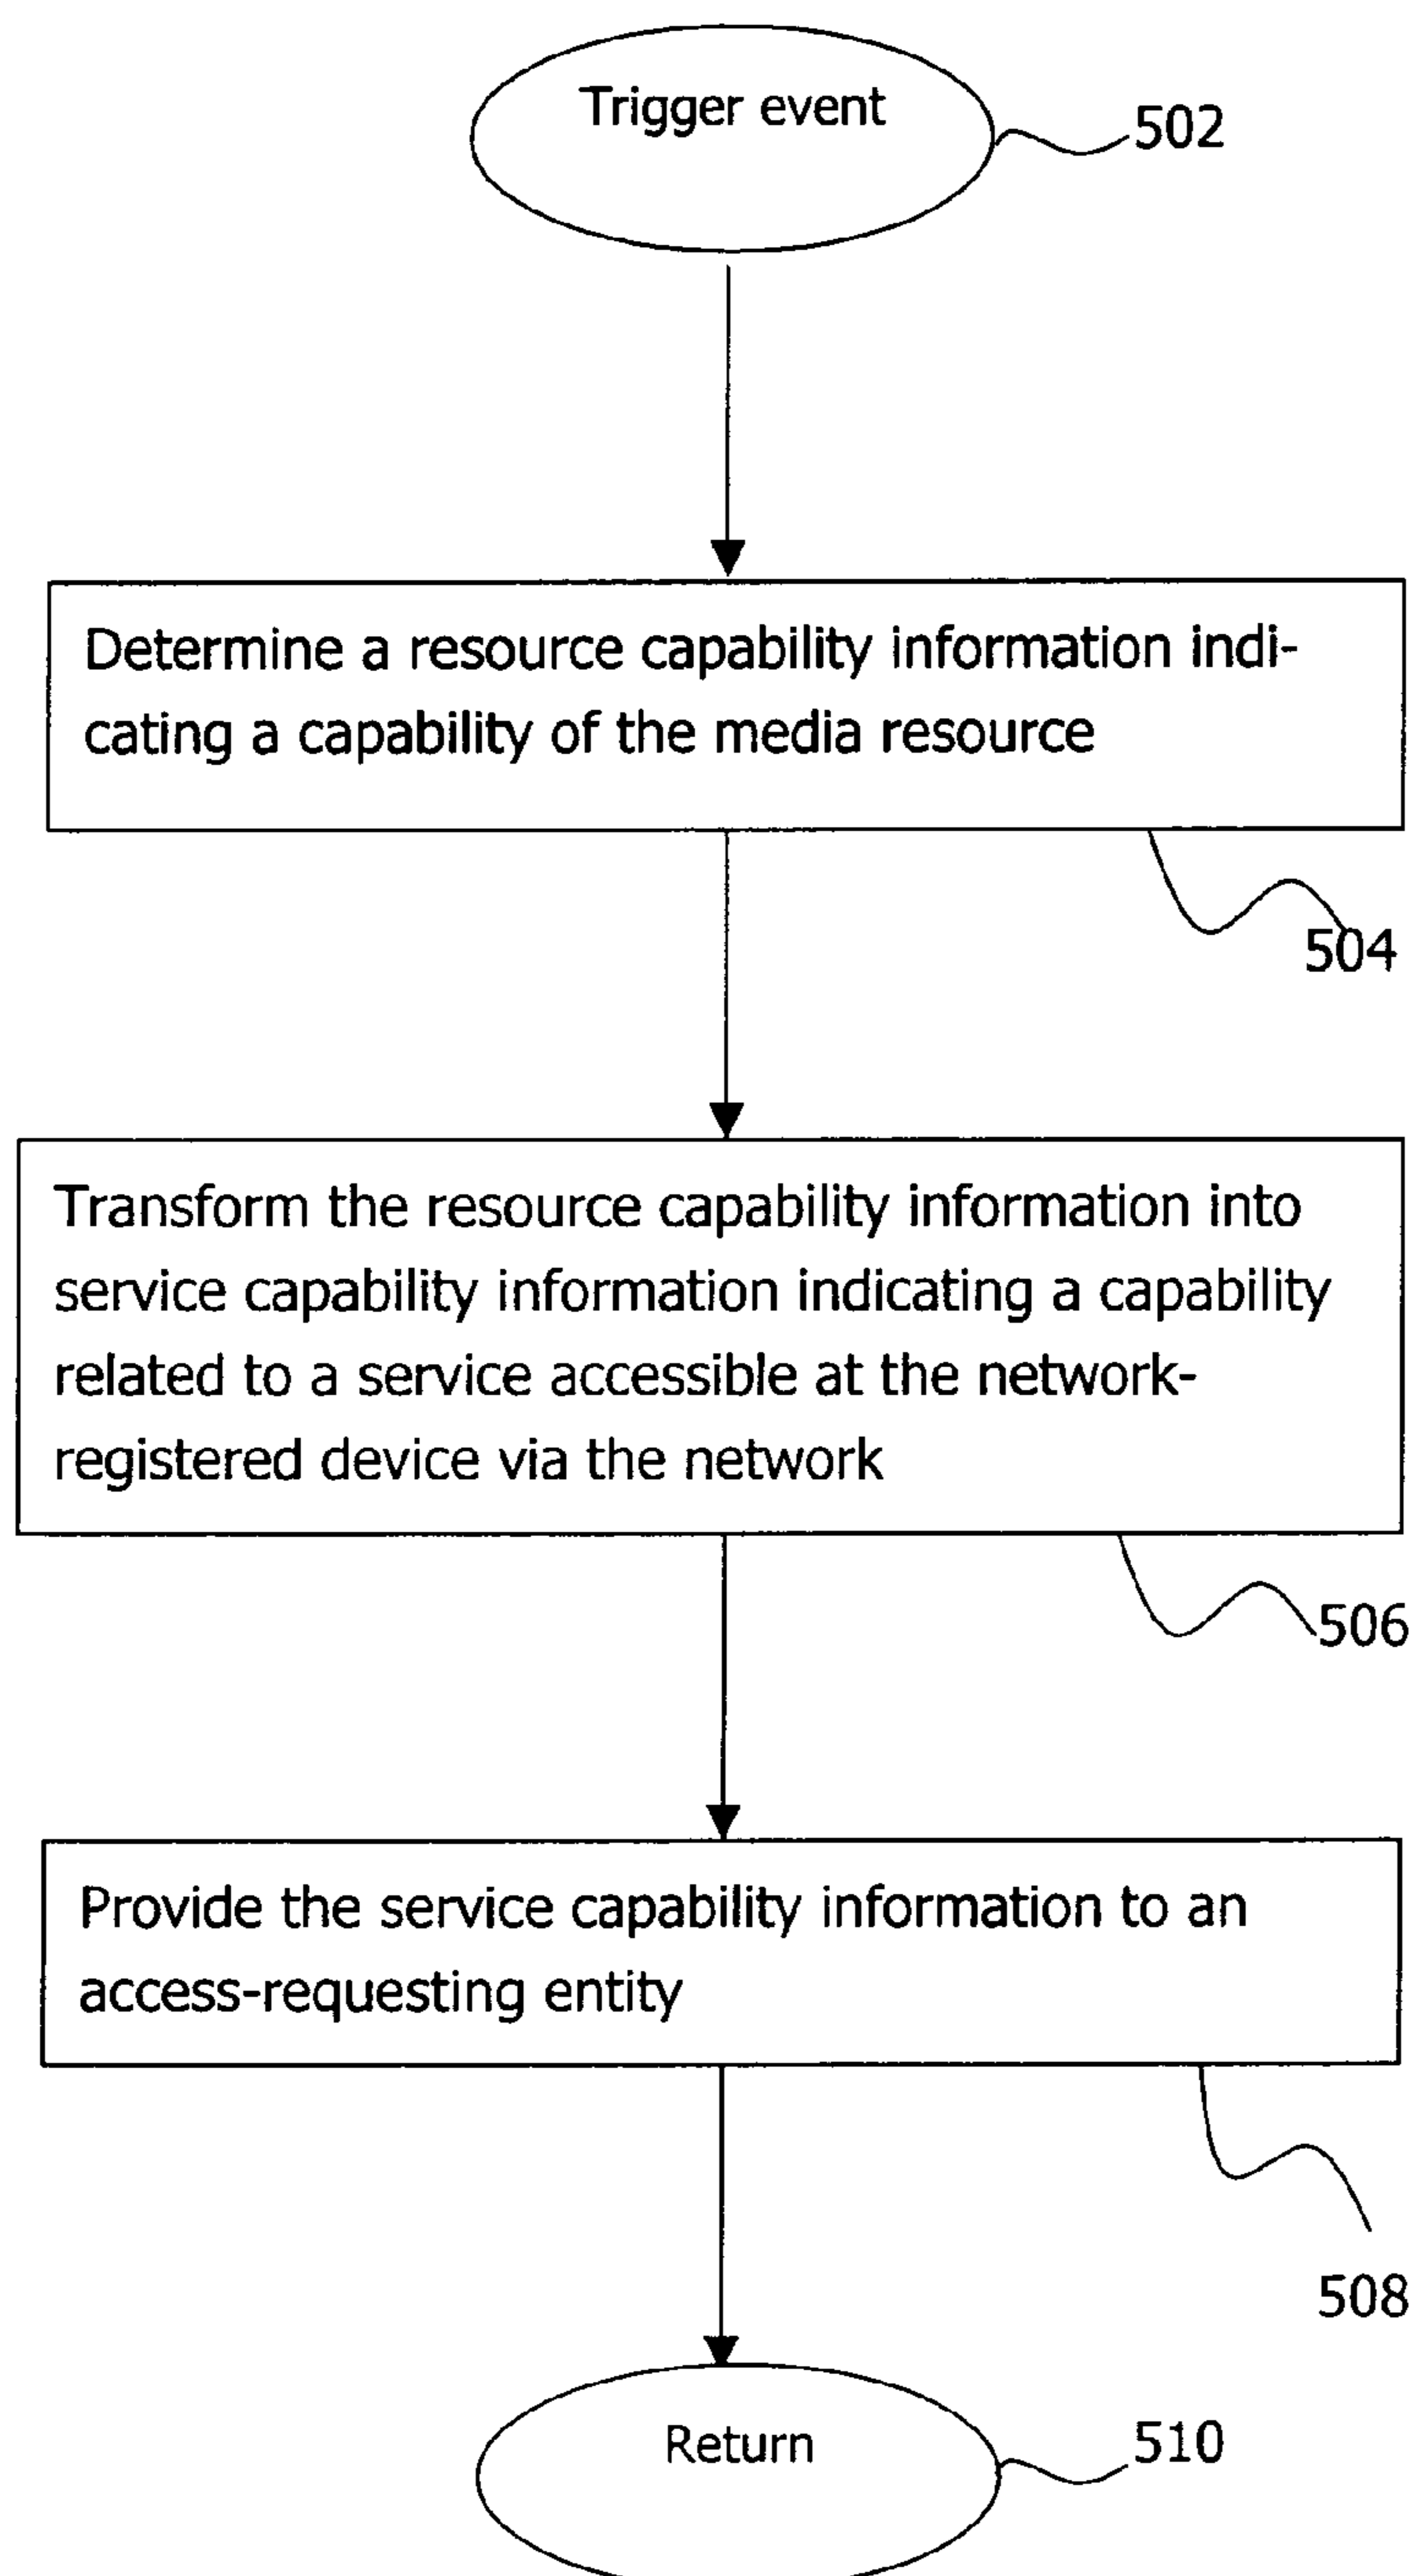 Trigger event
502
Determine a resource capability information indi-
cating a capability of the media resource
504
Transform the resource capability information into
service capability information indicating a capability
related to a service accessible at the network-
registered device via the network
506
Provide the service capability information to an
access-requesting entity
508
Return
510